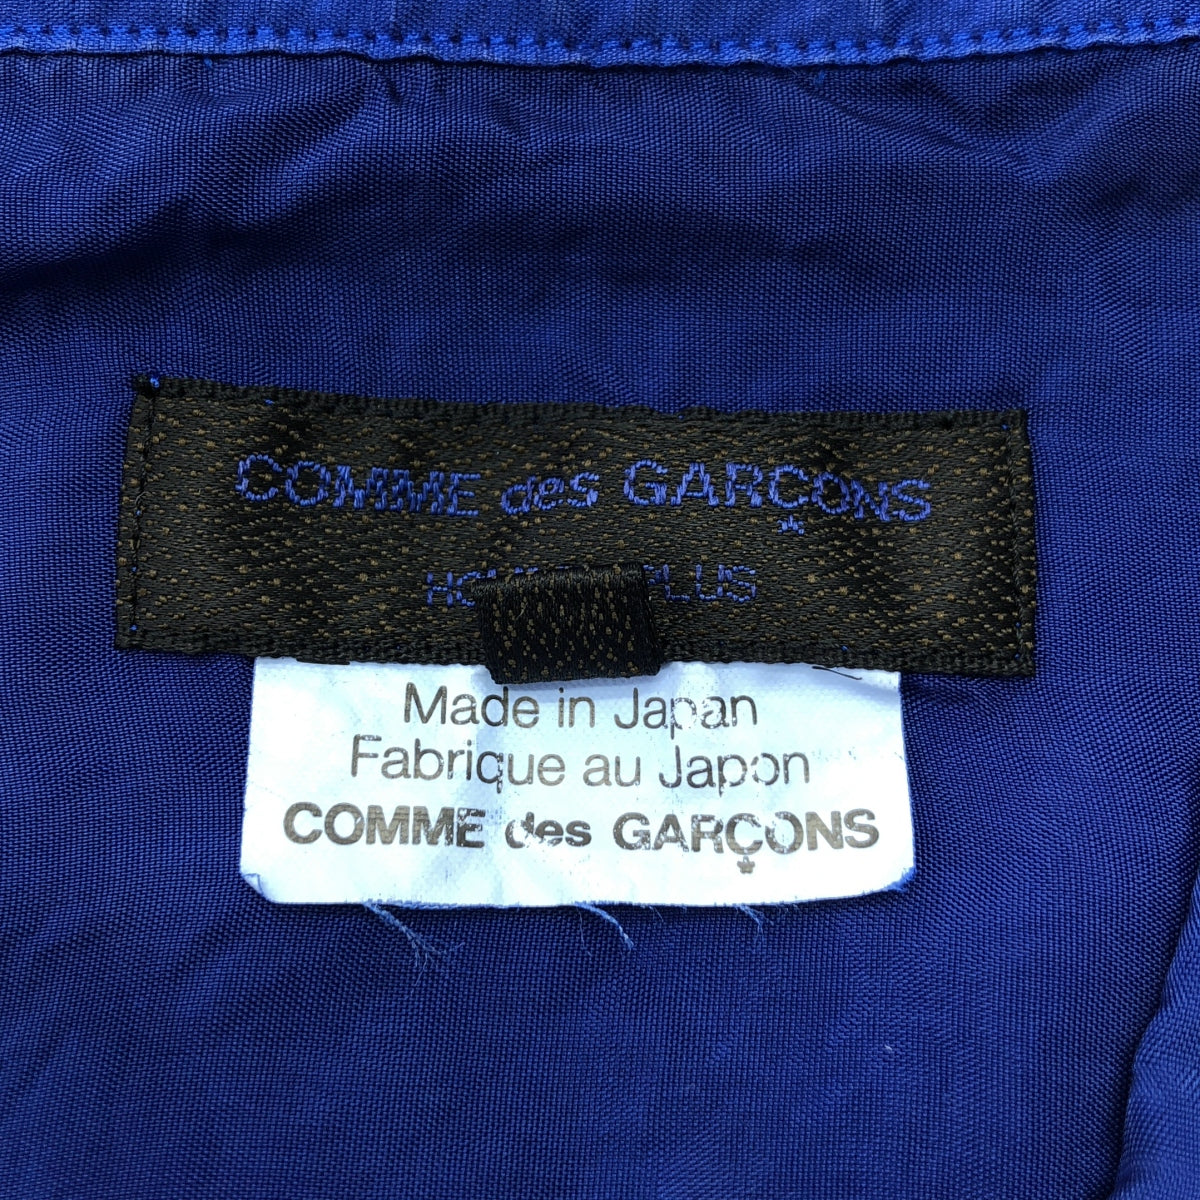 COMME des GARÇONS
PLUS
Made in Japan
Fabrique au Japon
COMME des GARÇONS